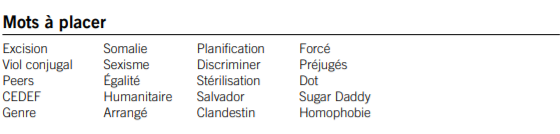 Mots à placer
Excision Somalie Planification Forcé
Viol conjugal Sexisme Discriminer Préjugés
Peers Égalité Stérilisation Dot
CEDEF Humanitaire Salvador Sugar Daddy
Genre Arrangé Clandestin Homophobie